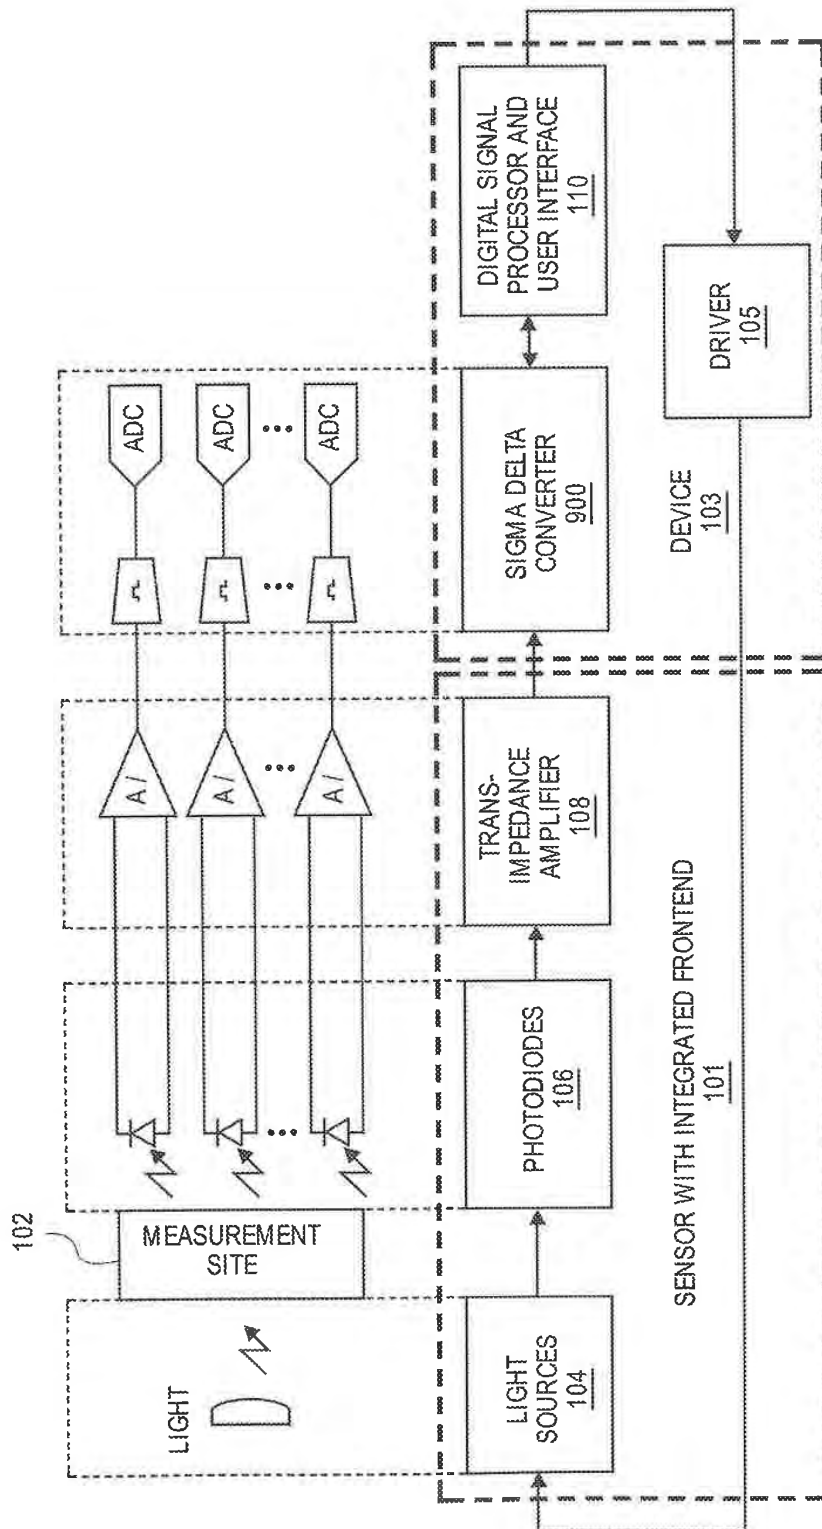 102
LIGHT
MEASUREMENT
SITE
A /
A /
A /
ADC
ADC
ADC
LIGHT
SOURCES
104
PHOTODIODES
106
TRANS-
IMPEDANCE
AMPLIFIER
108
SIGMA DELTA
CONVERTER
900
DIGITAL SIGNAL
PROCESSOR AND
USER INTERFACE
110
SENSOR WITH INTEGRATED FRONTEND
101
DEVICE
103
DRIVER
105